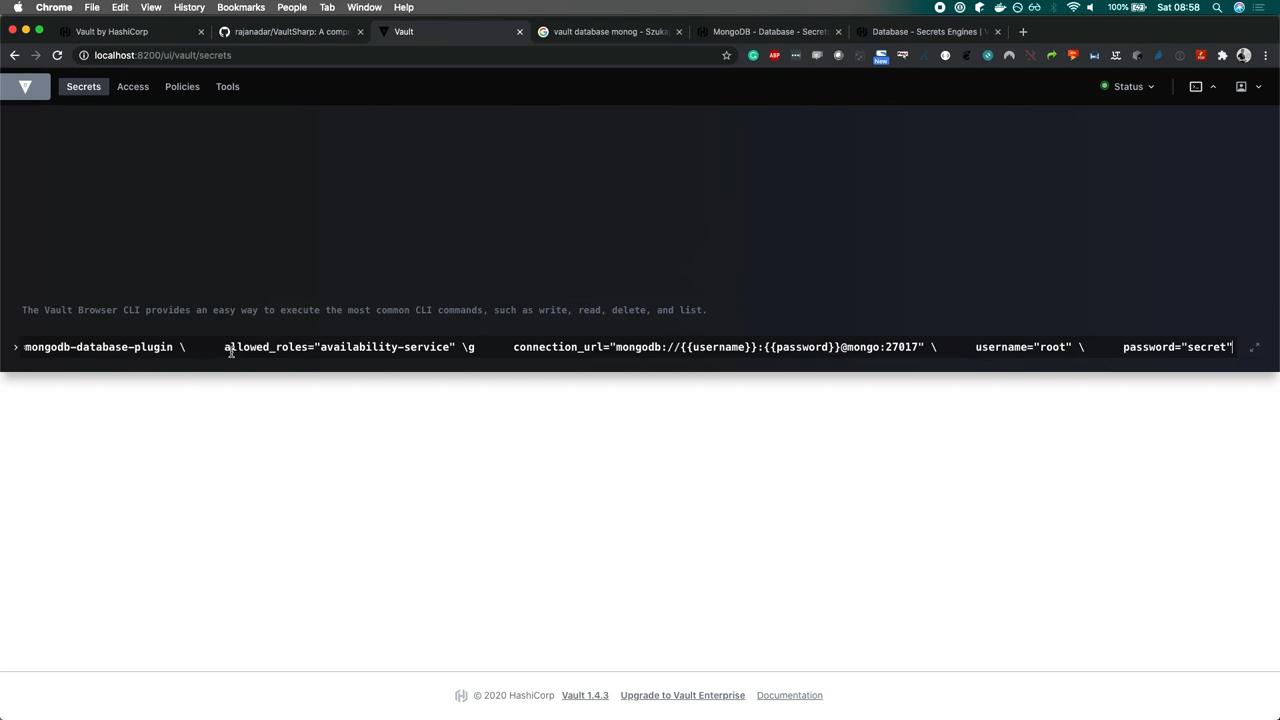 Chrome File Edit View History Bookmarks People Tab Window Help 100% Sat 08:58
Vault by HashiCorp rajanadar/VaultSharp: A compr Vault vault database monog - Szuka MongoDB - Database - Secrets Database - Secrets Engines | V
localhost:8200/ui/vault/secrets ABP New
Secrets Access Policies Tools Status
The Vault Browser CLI provides an easy way to execute the most common CLI commands, such as write, read, delete, and list.
› mongodb-database-plugin \ allowed_roles="availability-service" \g connection_url="mongodb://{{username}}:{{password}}@mongo:27017" \ username="root" \ password="secret"
© 2020 HashiCorp Vault 1.4.3 Upgrade to Vault Enterprise Documentation